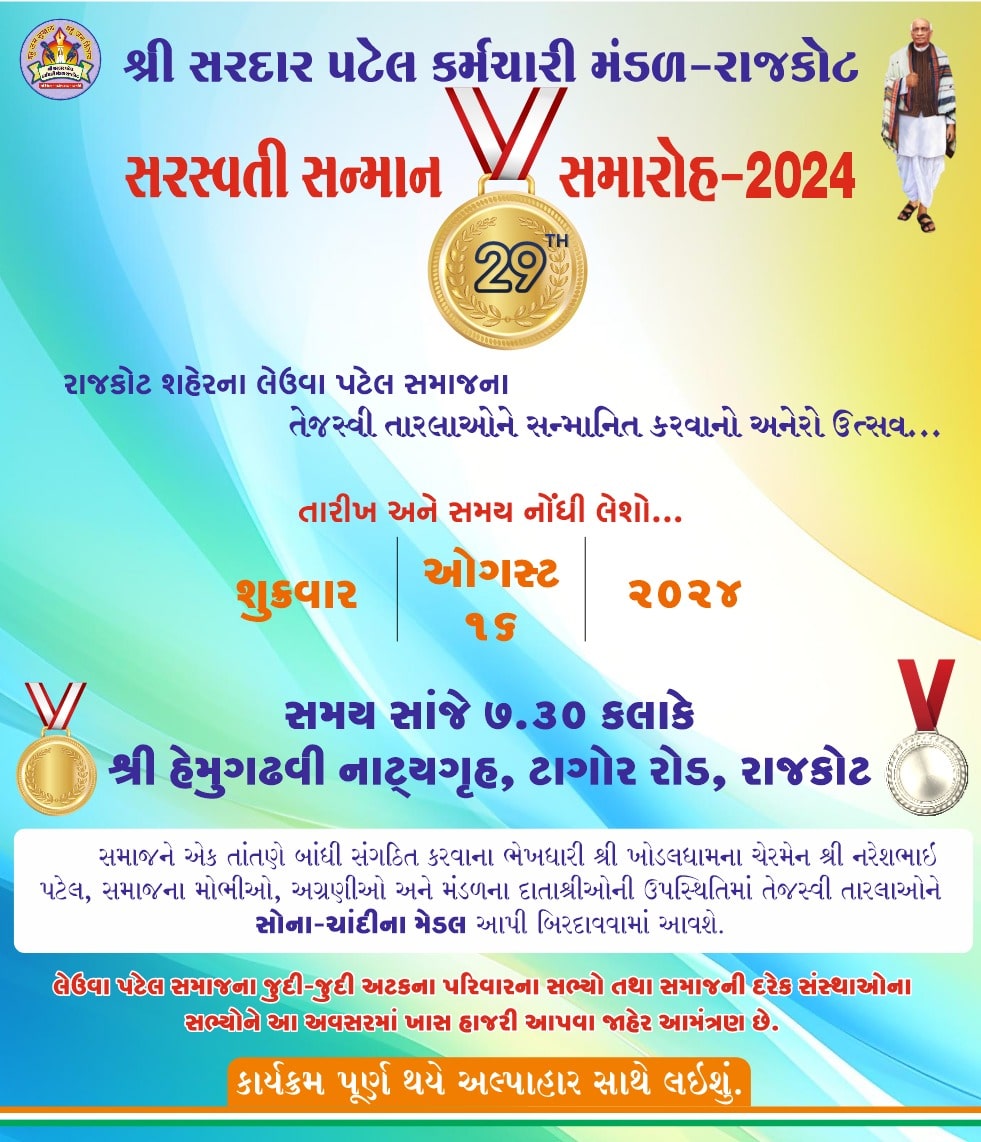 શ્રી સરદાર પટેલ કર્મચારી મંડળ-રાજકોટ
સરસ્વતી સન્માન સમારોહ-2024
29TH
રાજકોટ શહેરના લેઉવા પટેલ સમાજના
તેજસ્વી તારલાઓને સન્માનિત કરવાનો અનેરો ઉત્સવ...
તારીખ અને સમય નોંધી લેશો...
શુક્રવાર
ઓગસ્ટ
૧૬
૨૦૨૪
સમય સાંજે ૭.30 કલાકે
શ્રી હેમુગઢવી નાટ્યગૃહ, ટાગોર રોડ, રાજકોટ
સમાજને એક તાંતણે બાંધી સંગઠિત કરવાના ભેખધારી શ્રી ખોડલધામના ચેરમેન શ્રી નરેશભાઇ
પટેલ, સમાજના મોભીઓ, અગ્રણીઓ અને મંડળના દાતાશ્રીઓની ઉપસ્થિતિમાં તેજસ્વી તારલાઓને
સોના-ચાંદીના મેડલ આપી બિરદાવવામાં આવશે.
લેઉવા પટેલ સમાજના જુદી-જુદી અટકના પરિવારના સભ્યો તથા સમાજની દરેક સંસ્થાઓના
સભ્યોને આ અવસરમાં ખાસ હાજરી આપવા જાહેર આમંત્રણ છે.
કાર્યક્રમ પૂર્ણ થયે અલ્પાહાર સાથે લઇશું.